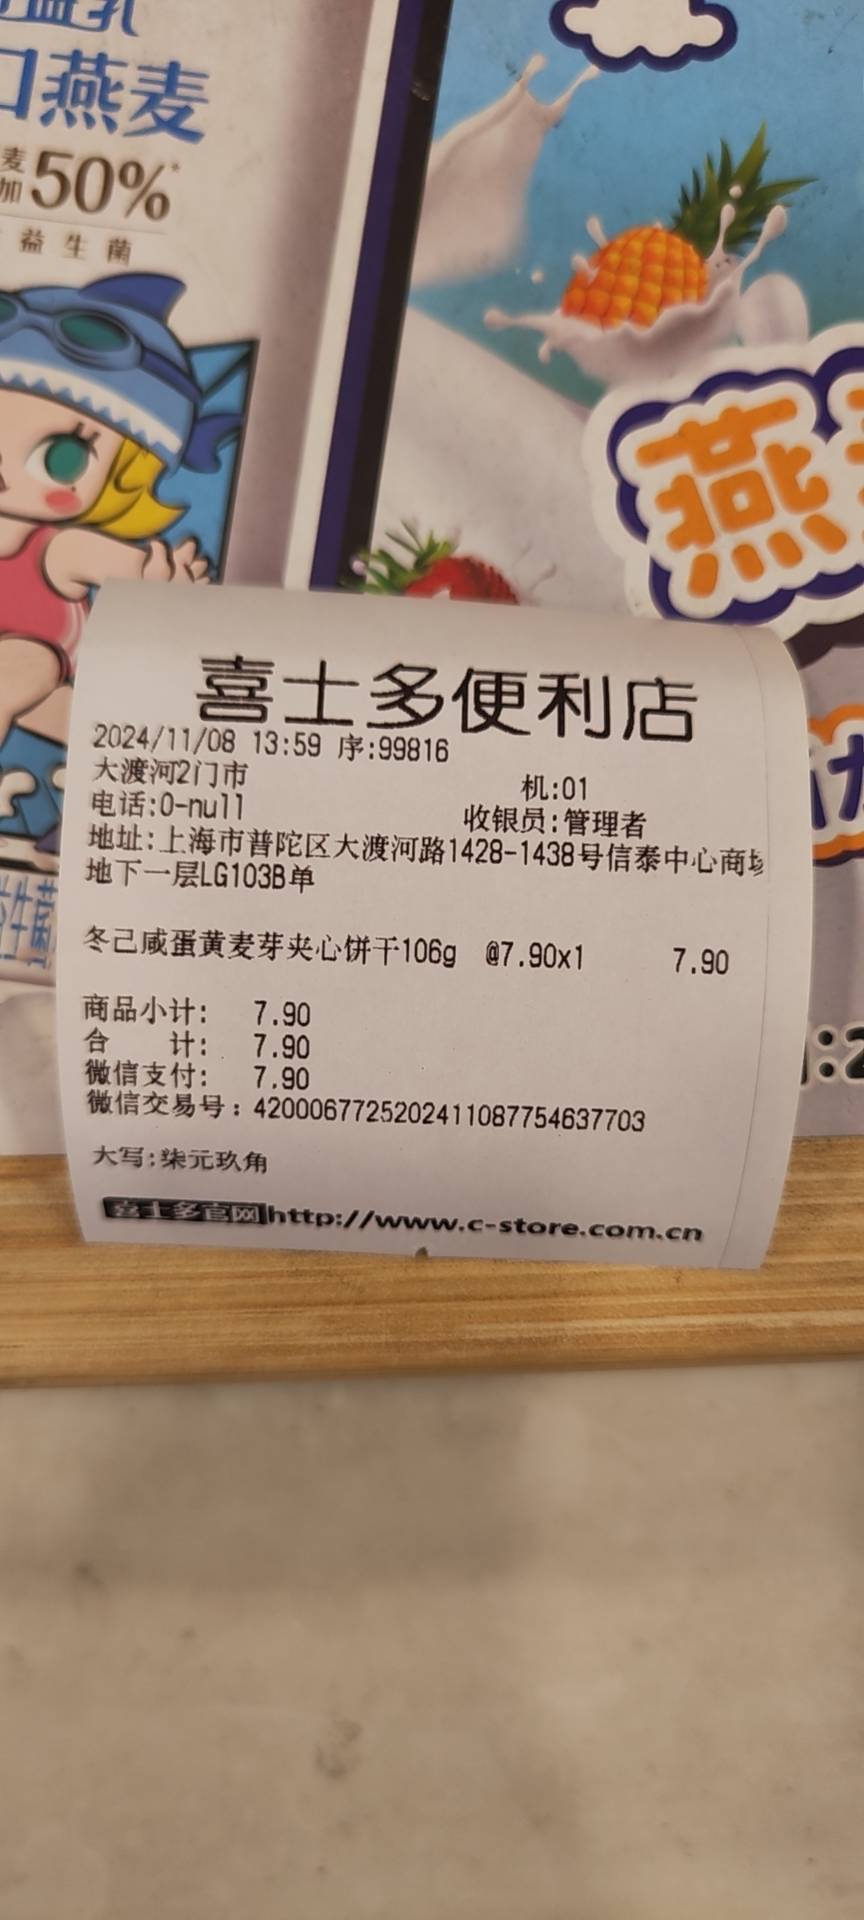 口燕麦
麦
加50%*
益生菌
燕
喜士多便利店
2024/11/08 13:59 序:99816
大渡河2门市 机:01
电话:0-null 收银员:管理者
地址:上海市普陀区大渡河路1428-1438号信泰中心商场
地下一层LG103B单
冬己咸蛋黄麦芽夹心饼干106g @7.90x1 7.90
商品小计: 7.90
合 计: 7.90
微信支付: 7.90
微信交易号: 4200067725202411087754637703
大写:柒元玖角
喜士多官网http://www.c-store.com.cn